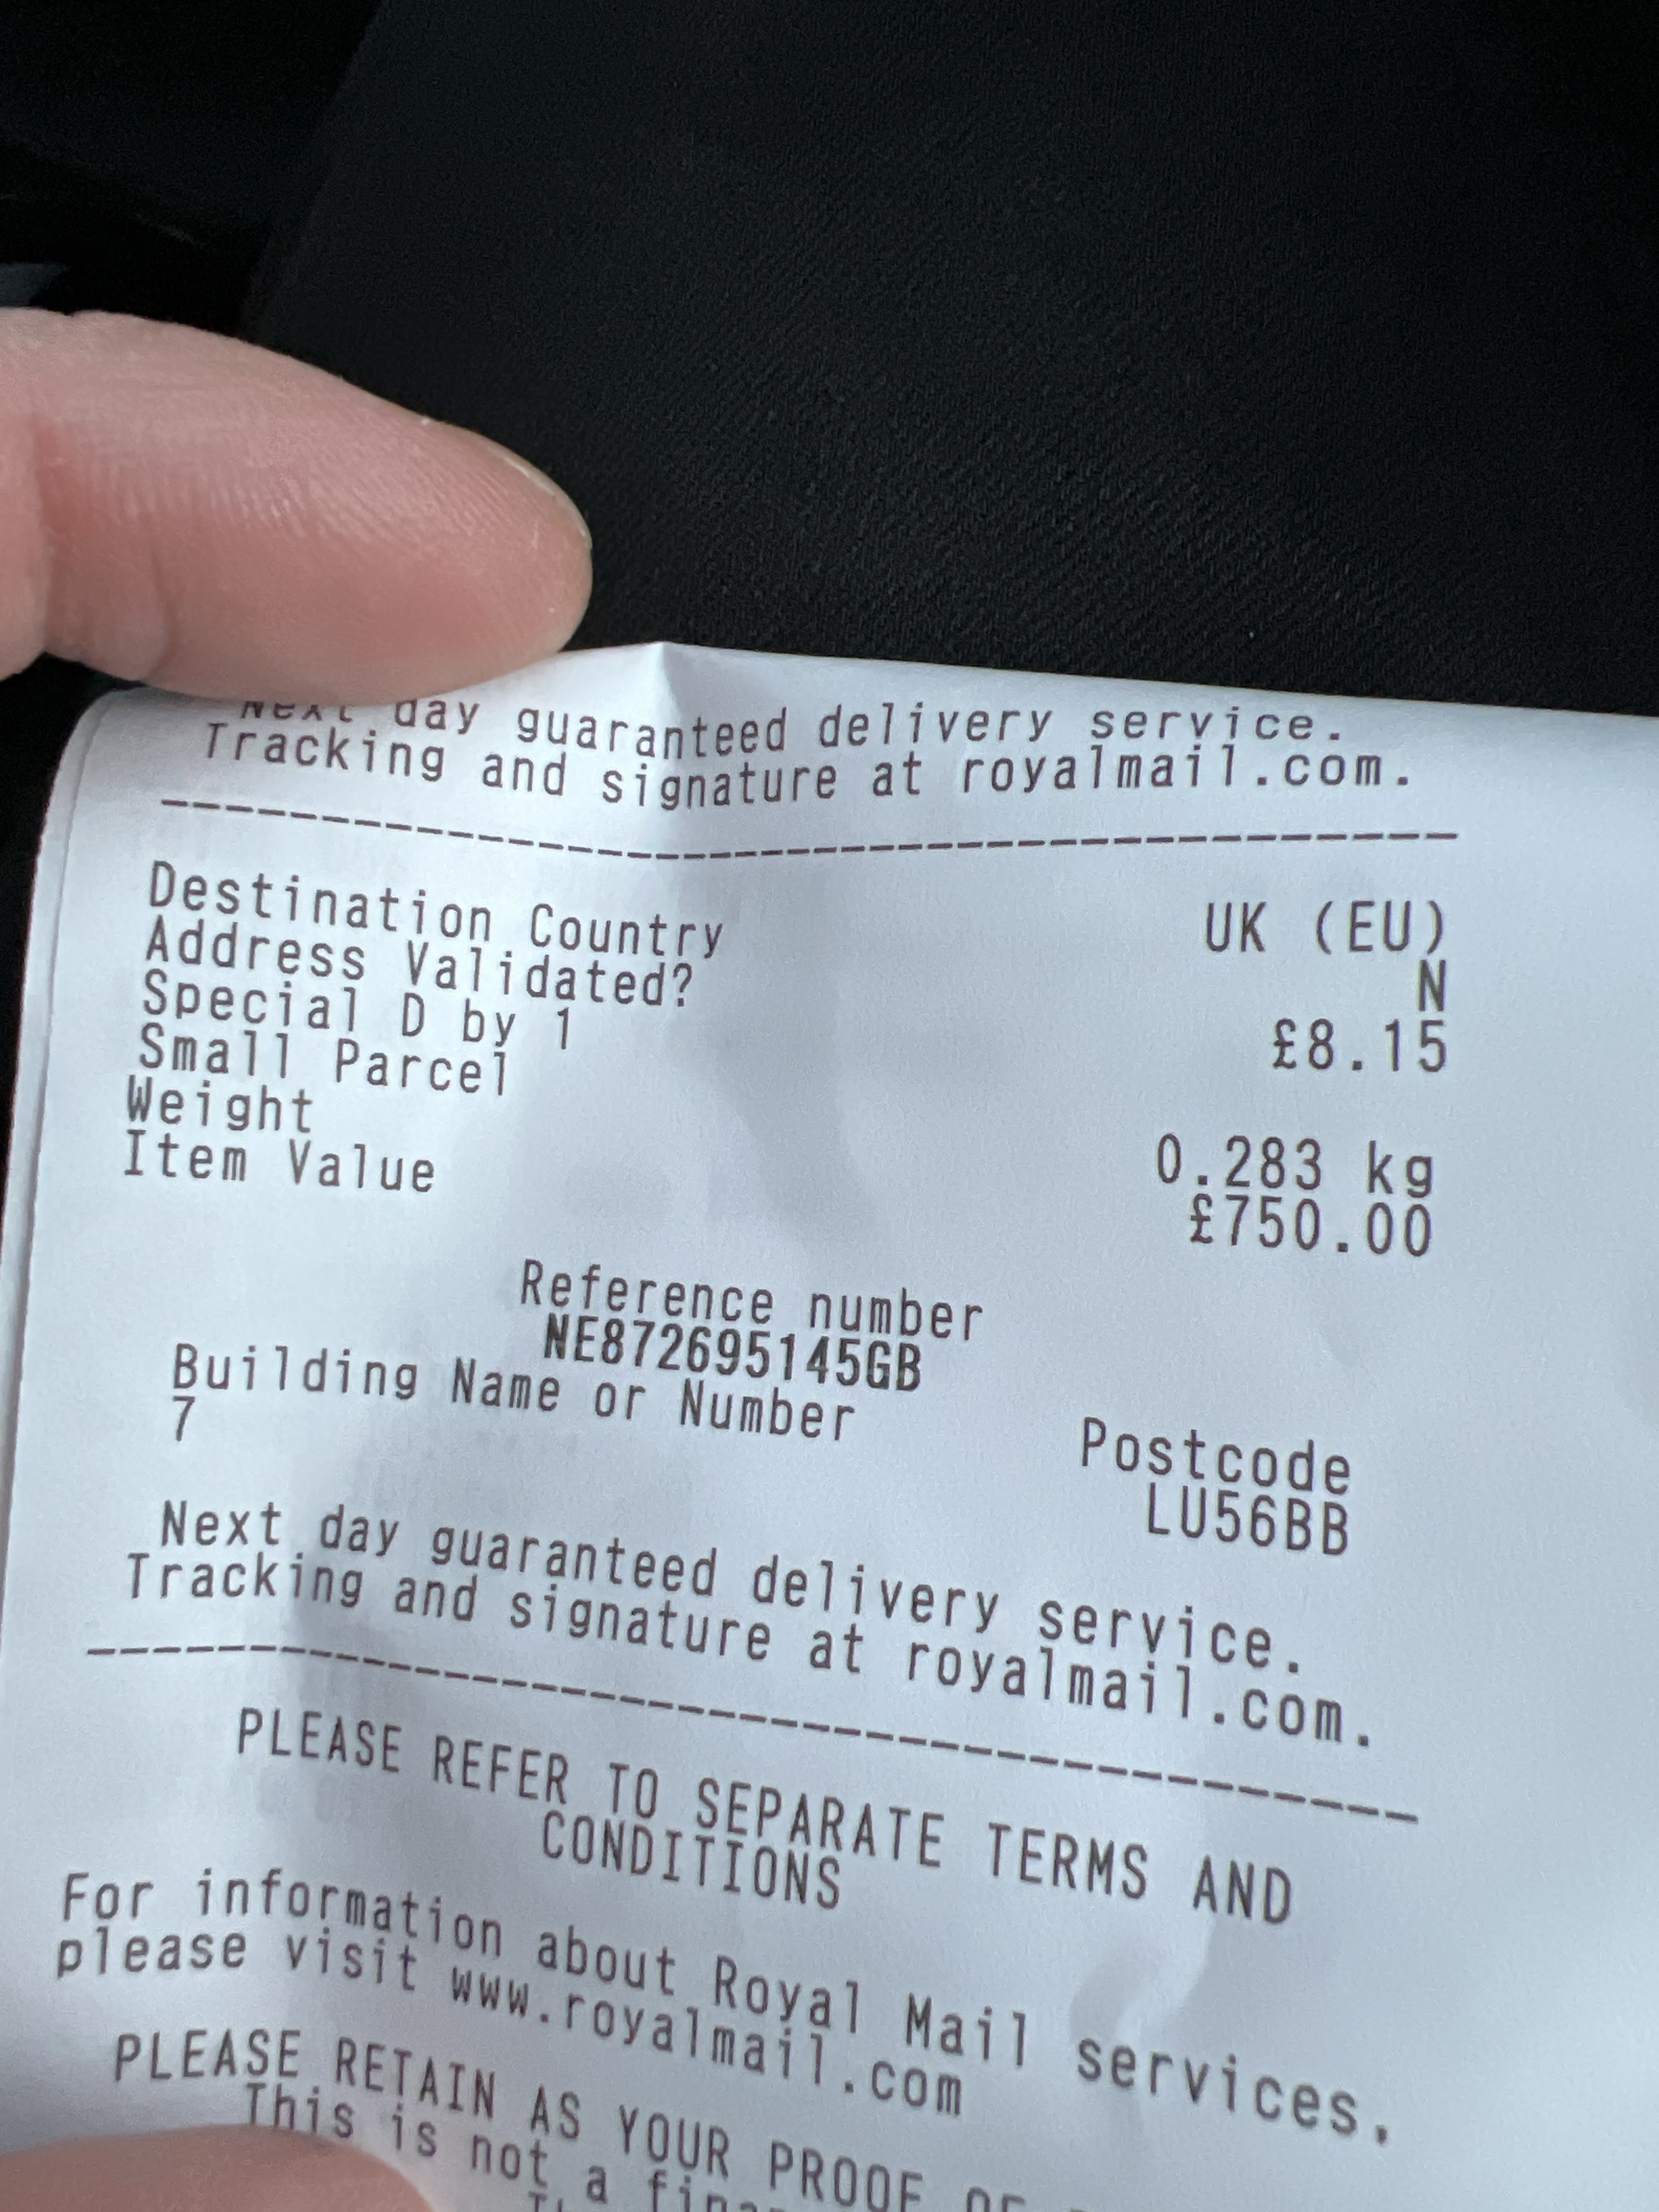 Next day guaranteed delivery service.
Tracking and signature at royalmail.com.
Destination Country UK (EU)
Address Validated? N
Special D by 1 £8.15
Small Parcel
Weight 0.283 kg
Item Value £750.00
Reference number
NE872695145GB
Building Name or Number Postcode
7 LU56BB
Next day guaranteed delivery service.
Tracking and signature at royalmail.com.
PLEASE REFER TO SEPARATE TERMS AND
CONDITIONS
For information about Royal Mail services.
please visit www.royalmail.com
PLEASE RETAIN AS YOUR PROOF OF
This is not a